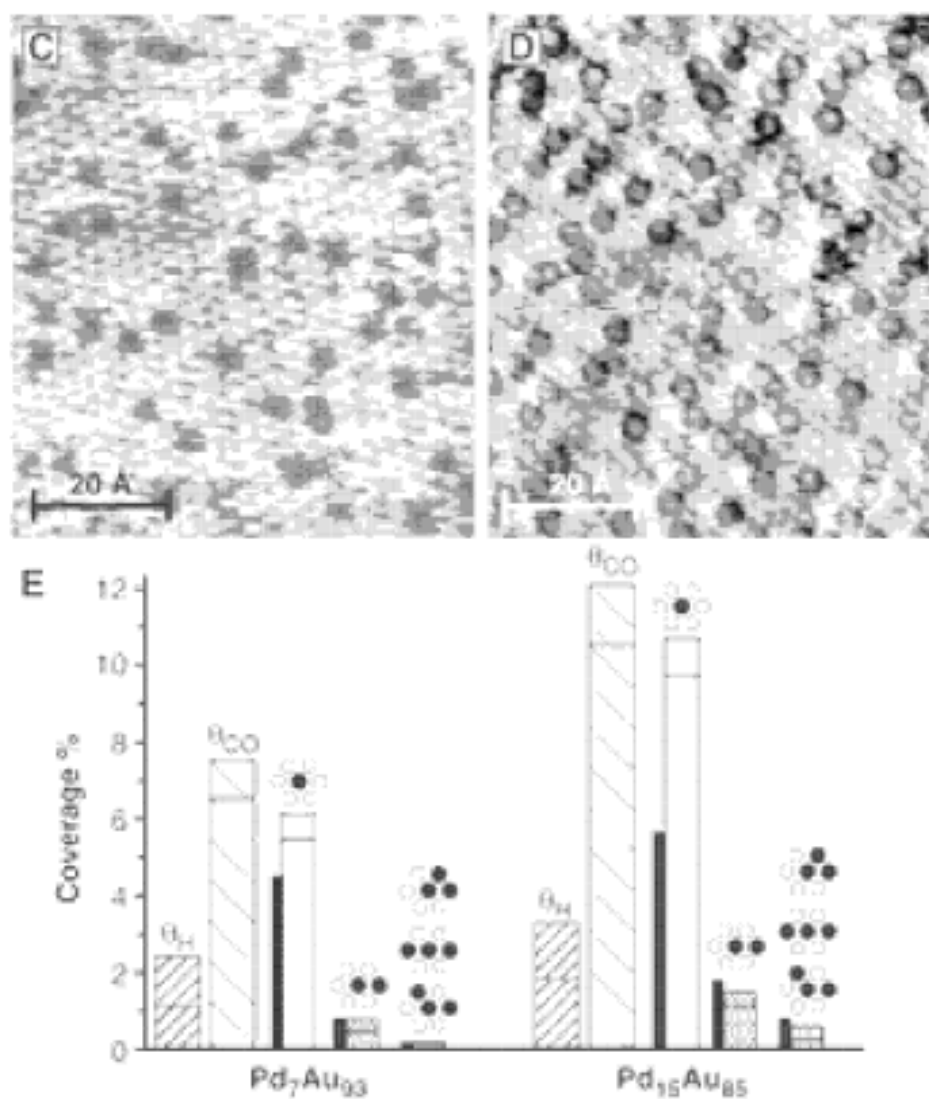 C
D
20 Å
20 Å
E
Coverage %
12
10
8
6
4
2
0
θH
θCO
θH
θCO
Pd₇Au₉₃
Pd₁₅Au₈₅